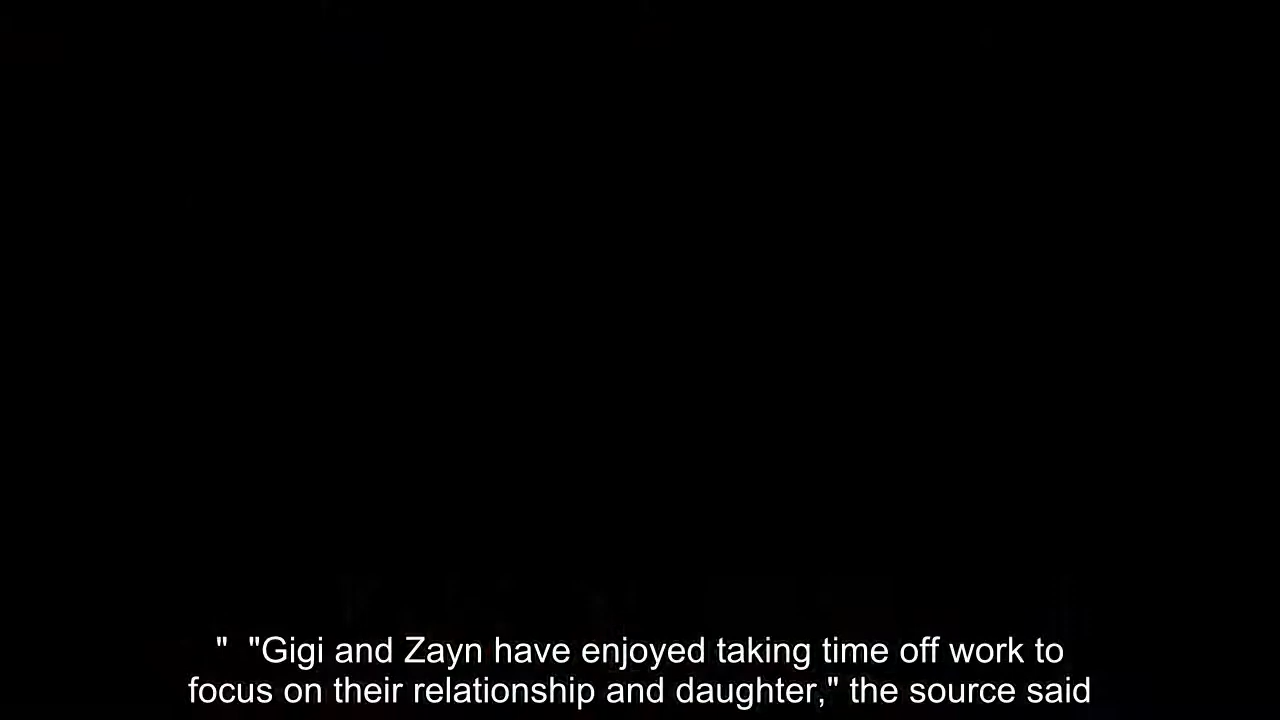 "  "Gigi and Zayn have enjoyed taking time off work to
focus on their relationship and daughter," the source said